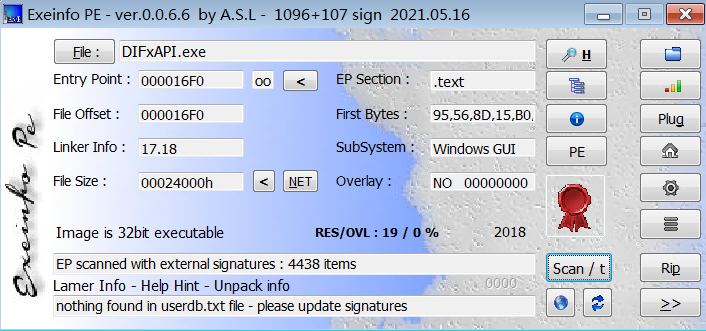 Exeinfo PE - ver.0.0.6.6 by A.S.L - 1096+107 sign 2021.05.16
File : DIFxAPI.exe H
Entry Point : 000016F0 oo < EP Section : .text
File Offset : 000016F0 First Bytes : 95,56,8D,15,B0, Plug
Linker Info : 17.18 SubSystem : Windows GUI PE
File Size : 00024000h < NET Overlay : NO 00000000
Image is 32bit executable RES/OVL : 19 / 0 % 2018
Exeinfo Pe
EP scanned with external signatures : 4438 items Scan / t Rip
Lamer Info - Help Hint - Unpack info 0000
nothing found in userdb.txt file - please update signatures >>